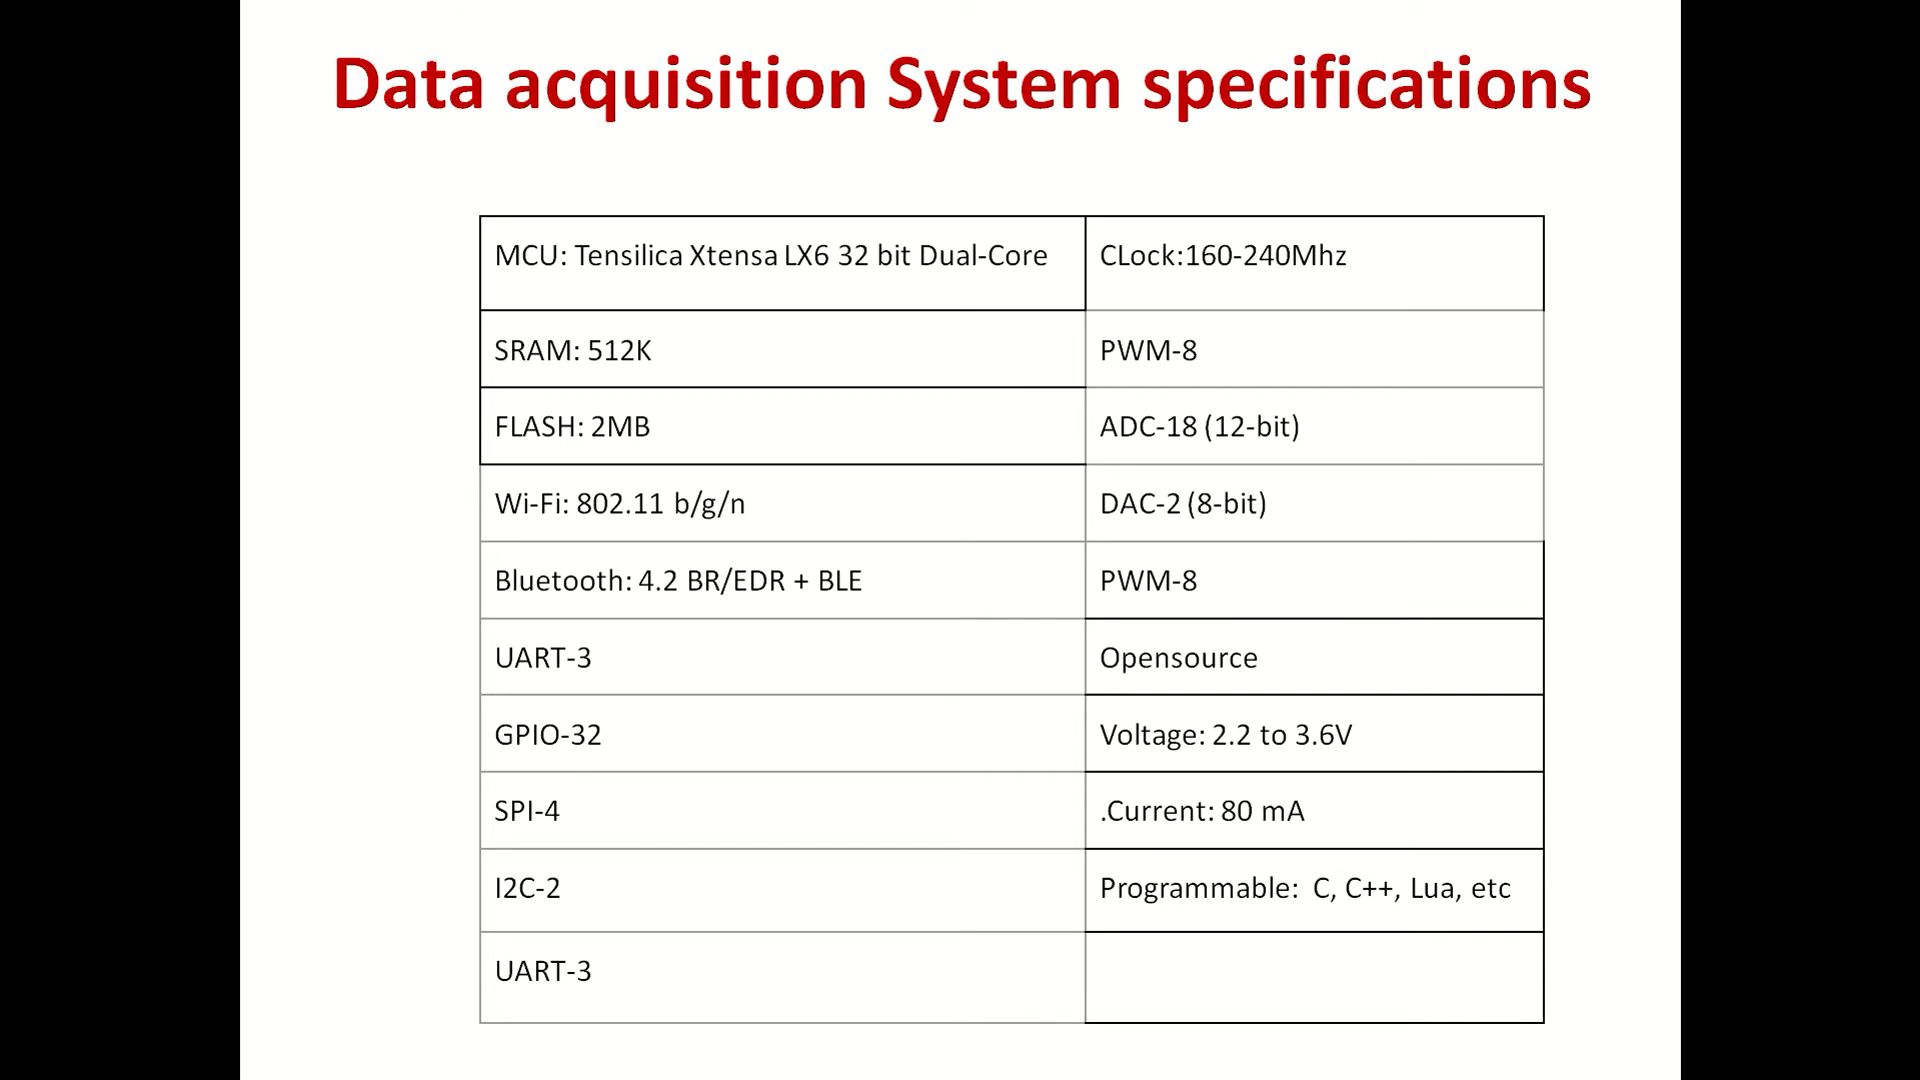 Data acquisition System specifications
MCU: Tensilica Xtensa LX6 32 bit Dual-Core
CLock:160-240Mhz
SRAM: 512K
PWM-8
FLASH: 2MB
ADC-18 (12-bit)
Wi-Fi: 802.11 b/g/n
DAC-2 (8-bit)
Bluetooth: 4.2 BR/EDR + BLE
PWM-8
UART-3
Opensource
GPIO-32
Voltage: 2.2 to 3.6V
SPI-4
.Current: 80 mA
I2C-2
Programmable:  C, C++, Lua, etc
UART-3